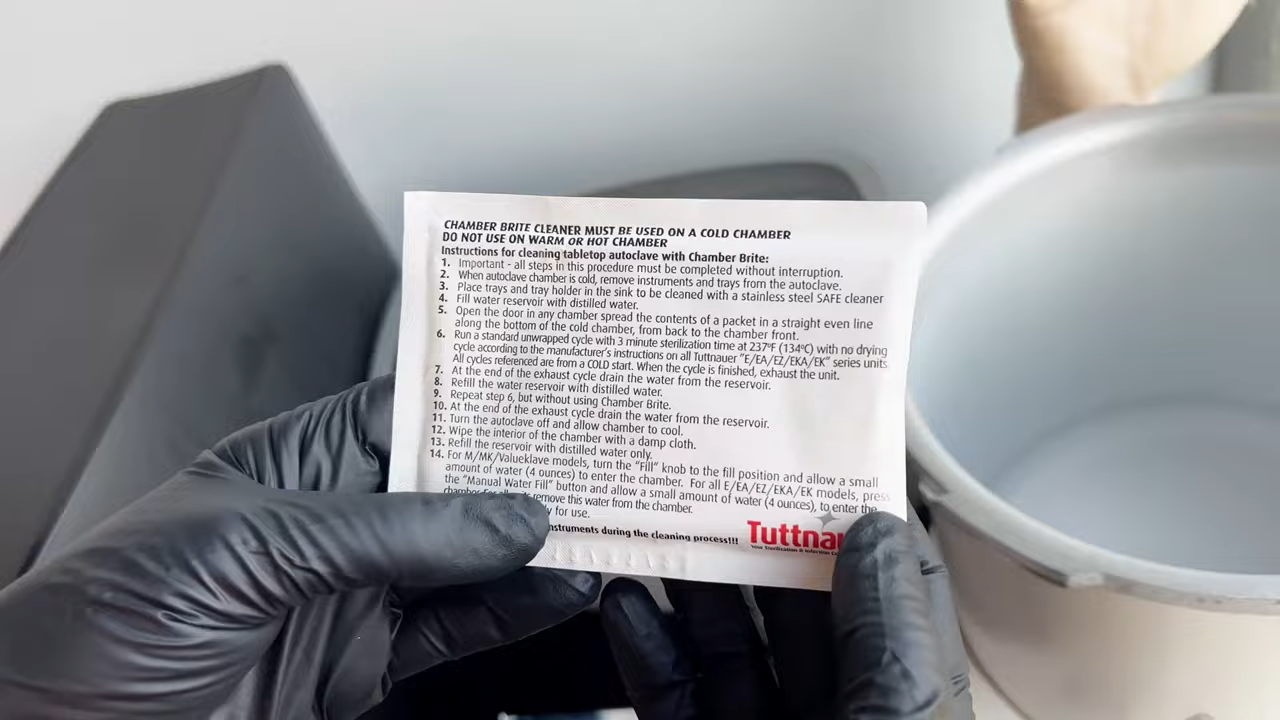 CHAMBER BRITE CLEANER MUST BE USED ON A COLD CHAMBER
DO NOT USE ON WARM OR HOT CHAMBER
Instructions for cleaning tabletop autoclave with Chamber Brite:
1. Important - all steps in this procedure must be completed without interruption.
2. When autoclave chamber is cold, remove instruments and trays from the autoclave.
3. Place trays and tray holder in the sink to be cleaned with a stainless steel SAFE cleaner
4. Fill water reservoir with distilled water.
5. Open the door in any chamber spread the contents of a packet in a straight even line
along the bottom of the cold chamber, from back to the chamber front.
6. Run a standard unwrapped cycle with 3 minute sterilization time at 237ºF (134ºC) with no drying
cycle according to the manufacturer's instructions on all Tuttnauer "E/EA/EZ/EKA/EK" series units
All cycles referenced are from a COLD start. When the cycle is finished, exhaust the unit.
7. At the end of the exhaust cycle drain the water from the reservoir.
8. Refill the water reservoir with distilled water.
9. Repeat step 6, but without using Chamber Brite.
10. At the end of the exhaust cycle drain the water from the reservoir.
11. Turn the autoclave off and allow chamber to cool.
12. Wipe the interior of the chamber with a damp cloth.
13. Refill the reservoir with distilled water only.
14. For M/MK/Valueklave models, turn the "Fill" knob to the fill position and allow a small
amount of water (4 ounces) to enter the chamber. For all E/EA/EZ/EKA/EK models, press
the "Manual Water Fill" button and allow a small amount of water (4 ounces), to enter the
remove this water from the chamber.
for use.
nstruments during the cleaning process!!!
Tuttna
Your Sterilization & Infection